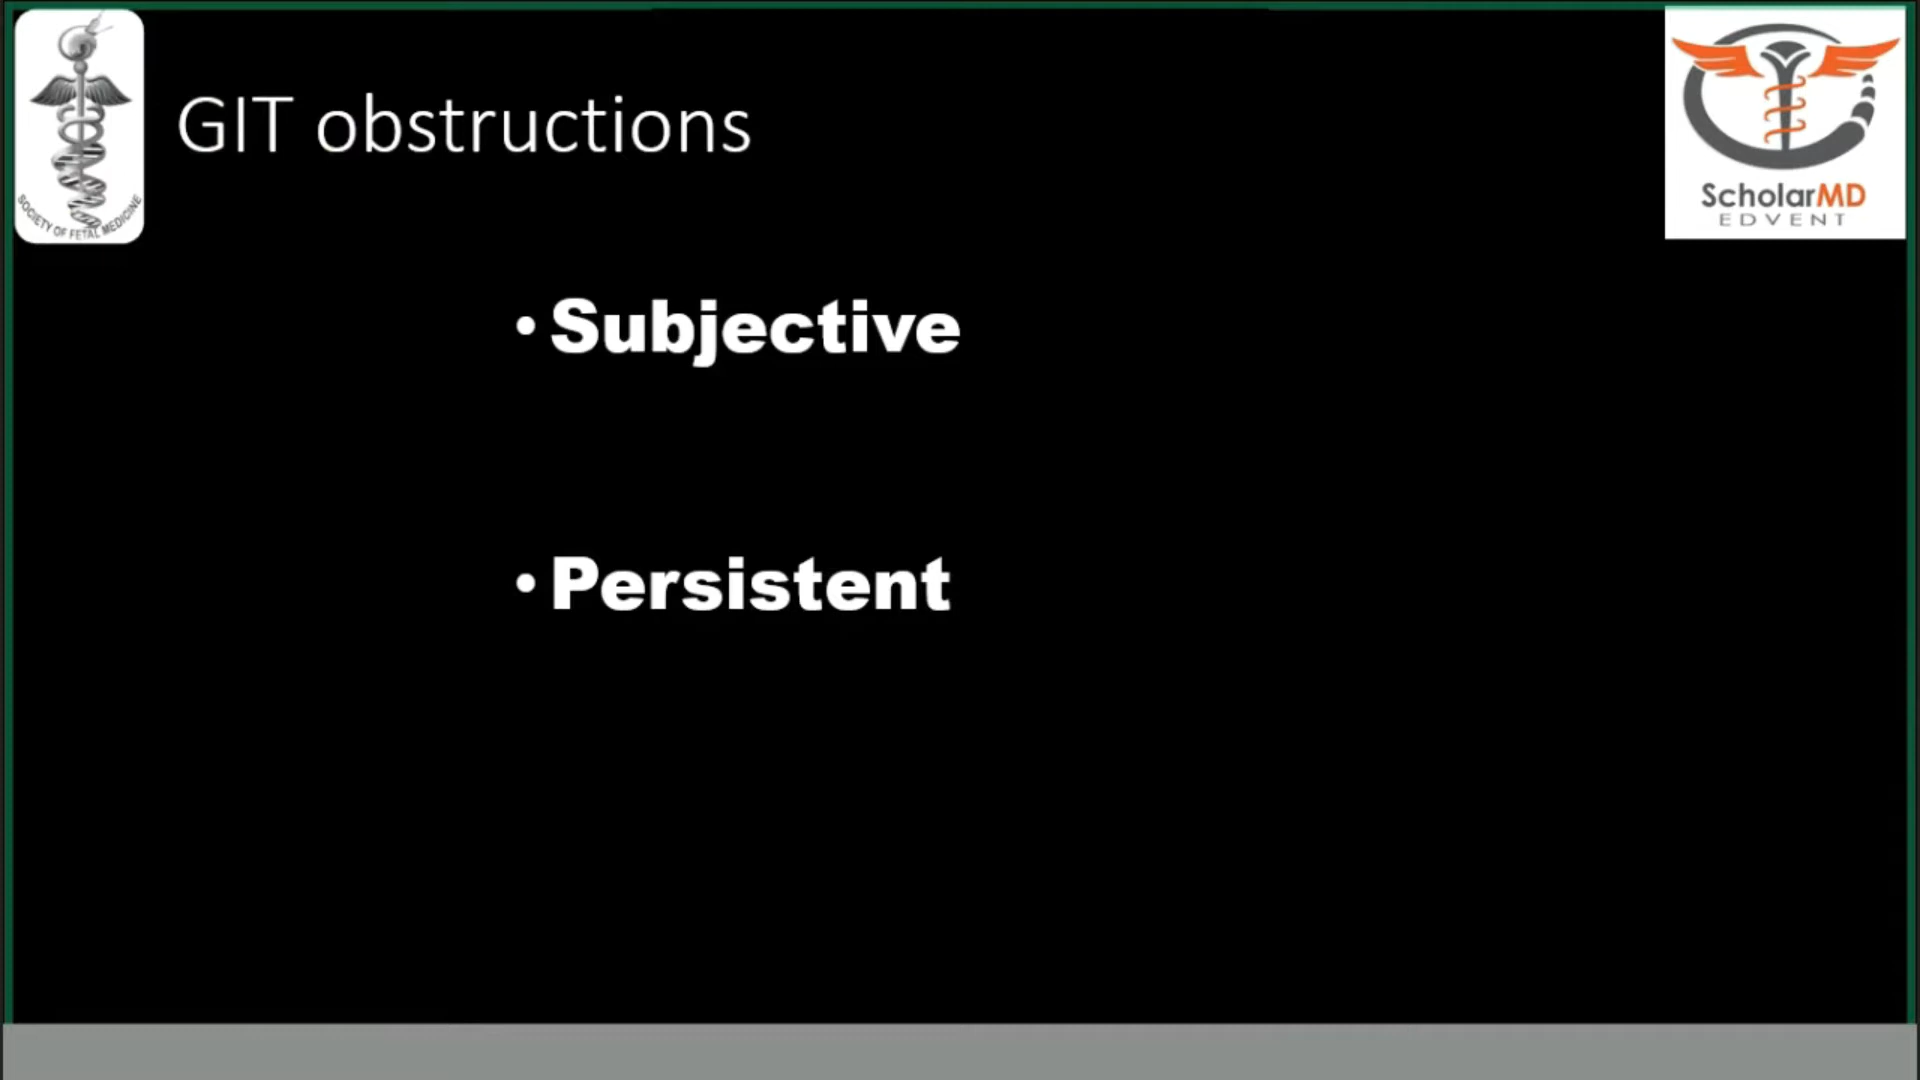 SOCIETY OF FETAL MEDICINE
GIT obstructions
ScholarMD
EDVENT
• Subjective
• Persistent